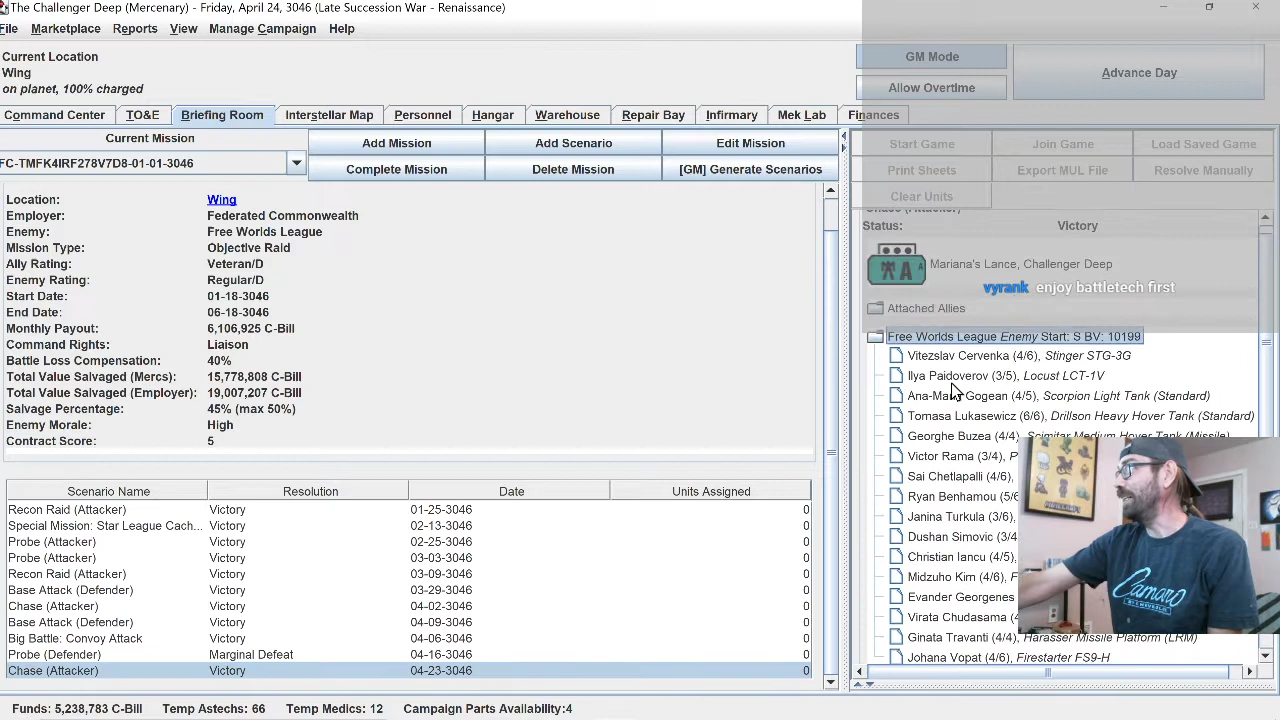 The Challenger Deep (Mercenary) - Friday, April 24, 3046 (Late Succession War - Renaissance)
File Marketplace Reports View Manage Campaign Help
Current Location
Wing
on planet, 100% charged
GM Mode
Allow Overtime
Advance Day
Command Center TO&E Briefing Room Interstellar Map Personnel Hangar Warehouse Repair Bay Infirmary Mek Lab Finances
Current Mission
FC-TMFK4IRF278V7D8-01-01-3046
Add Mission Add Scenario Edit Mission
Complete Mission Delete Mission [GM] Generate Scenarios
Start Game Join Game Load Saved Game
Print Sheets Export MUL File Resolve Manually
Clear Units
Location: Wing
Employer: Federated Commonwealth
Enemy: Free Worlds League
Mission Type: Objective Raid
Ally Rating: Veteran/D
Enemy Rating: Regular/D
Start Date: 01-18-3046
End Date: 06-18-3046
Monthly Payout: 6,106,925 C-Bill
Command Rights: Liaison
Battle Loss Compensation: 40%
Total Value Salvaged (Mercs): 15,778,808 C-Bill
Total Value Salvaged (Employer): 19,007,207 C-Bill
Salvage Percentage: 45% (max 50%)
Enemy Morale: High
Contract Score: 5
Scenario Name Resolution Date Units Assigned
Recon Raid (Attacker) Victory 01-25-3046 0
Special Mission: Star League Cach... Victory 02-13-3046 0
Probe (Attacker) Victory 02-25-3046 0
Probe (Attacker) Victory 03-03-3046 0
Recon Raid (Attacker) Victory 03-09-3046 0
Base Attack (Defender) Victory 03-29-3046 0
Chase (Attacker) Victory 04-02-3046 0
Base Attack (Defender) Victory 04-09-3046 0
Big Battle: Convoy Attack Victory 04-06-3046 0
Probe (Defender) Marginal Defeat 04-16-3046 0
Chase (Attacker) Victory 04-23-3046 0
Chase (Attacker)
Status: Victory
A
Mariana's Lance, Challenger Deep
vyrank enjoy battletech first
Attached Allies
Free Worlds League Enemy Start: S BV: 10199
Vitezslav Cervenka (4/6), Stinger STG-3G
Ilya Paidoverov (3/5), Locust LCT-1V
Gogean (4/5), Scorpion Light Tank (Standard)
Tomasa Lukasewicz (6/6), Drillson Heavy Hover Tank (Standard)
Georghe Buzea (4/4), Scimitar Medium Hover Tank (Missile)
Victor Rama (3/4),
Sai Chetlapalli (4/6),
Ryan Benhamou
Janina Turkula (3/6),
Dushan Simovic
Christian Iancu (4/5),
Midzuho Kim (4/6),
Evander Georgenes
Virata Chudasama
Ginata Travanti (4/4), Harasser Missile Platform (LRM)
Johana Vopat (4/6), Firestarter FS9-H
Camaro
Funds: 5,238,783 C-Bill Temp Astechs: 66 Temp Medics: 12 Campaign Parts Availability:4